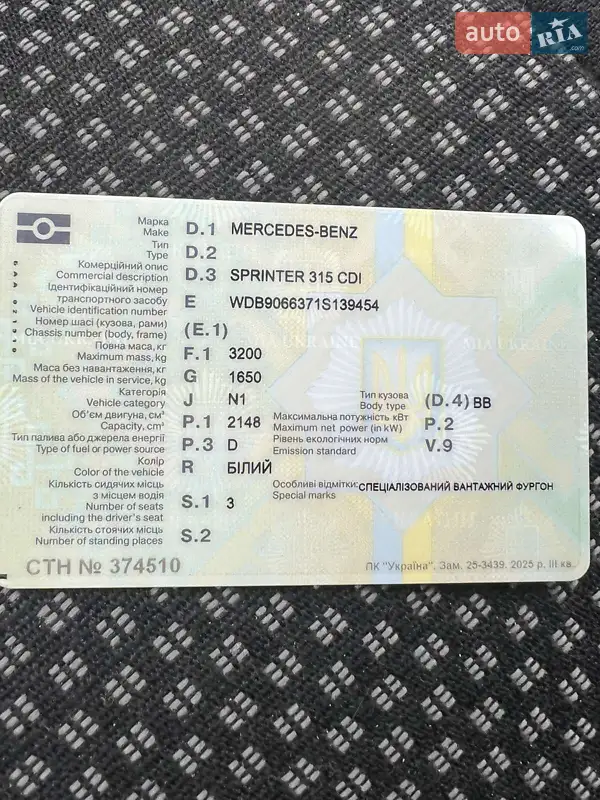 auto RIA.com
Марка
Make D.1 MERCEDES-BENZ
Тип
Type D.2
Комерційний опис
Commercial description D.3 SPRINTER 315 CDI
Ідентифікаційний номер
транспортного засобу
Vehicle identification number E WDB9066371S139454
Номер шасі (кузова, рами)
Chassis number (body, frame) (E.1)
Повна маса, кг
Maximum mass, kg F.1 3200
Маса без навантаження, кг
Mass of the vehicle in service, kg G 1650
Категорія
Vehicle category J N1
Тип кузова
Body type (D.4) BB
Об'єм двигуна, см³
Capacity, cm³ P.1 2148
Максимальна потужність кВт
Maximum net power (in kW) P.2
Тип палива або джерела енергії
Type of fuel or power source P.3 D
Рівень екологічних норм
Emission standard V.9
Колір
Color of the vehicle R БІЛИЙ
Кількість сидячих місць
з місцем водія
Number of seats
including the driver's seat S.1 3
Особливі відмітки: СПЕЦІАЛІЗОВАНИЙ ВАНТАЖНИЙ ФУРГОН
Special marks
Кількість стоячих місць
Number of standing places S.2
СТН № 374510
ПК "Україна". Зам. 25-3439. 2025 р. III кв.